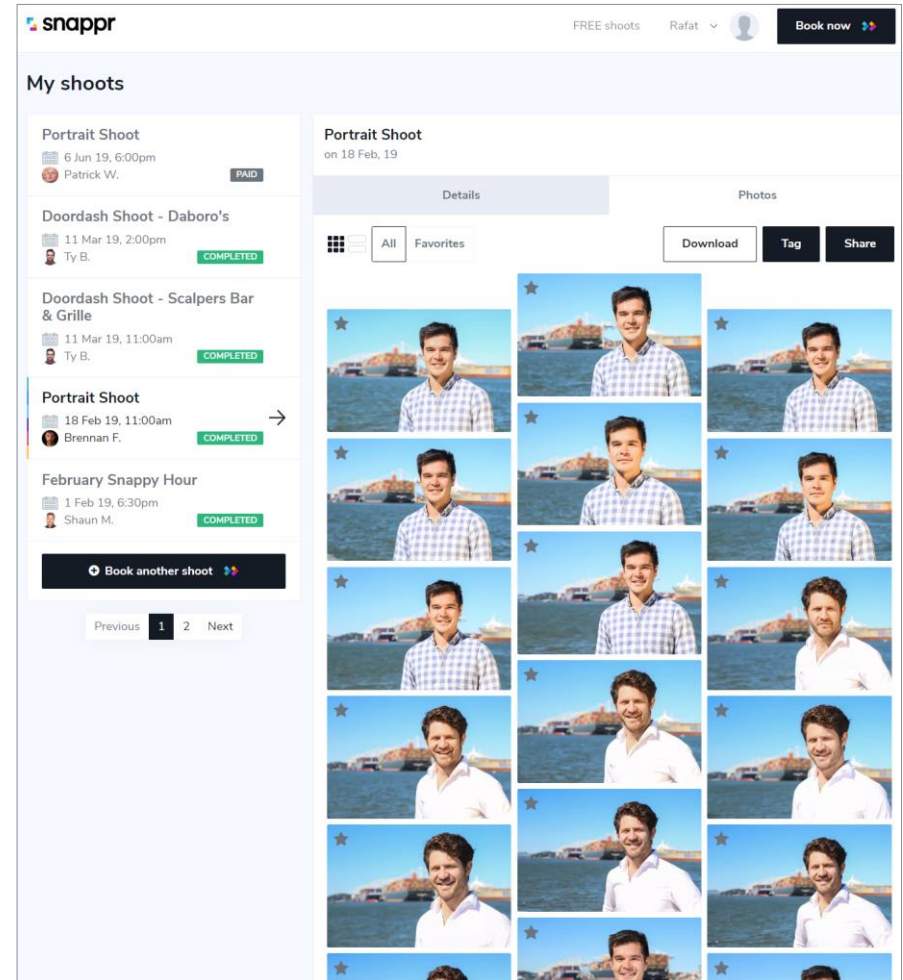 snappr
FREE shoots
Rafat
Book now
My shoots
Portrait Shoot
6 Jun 19, 6:00pm
Patrick W.
PAID
Doordash Shoot - Daboro's
11 Mar 19, 2:00pm
Ty B.
COMPLETED
Doordash Shoot - Scalpers Bar
& Grille
11 Mar 19, 11:00am
Ty B.
COMPLETED
Portrait Shoot
18 Feb 19, 11:00am
Brennan F.
COMPLETED
February Snappy Hour
1 Feb 19, 6:30pm
Shaun M.
COMPLETED
Book another shoot
Previous 1 2 Next
Portrait Shoot
on 18 Feb, 19
Details
Photos
All Favorites
Download Tag Share